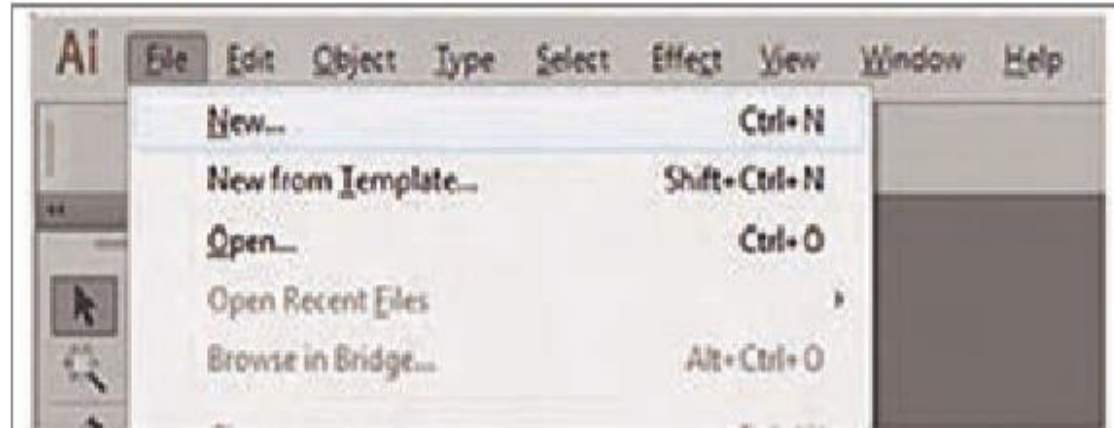 Ai File Edit Object Type Select Effect View Window Help
New... Ctrl+N
New from Template... Shift+Ctrl+N
Open... Ctrl+O
Open Recent Files
Browse in Bridge... Alt+Ctrl+O